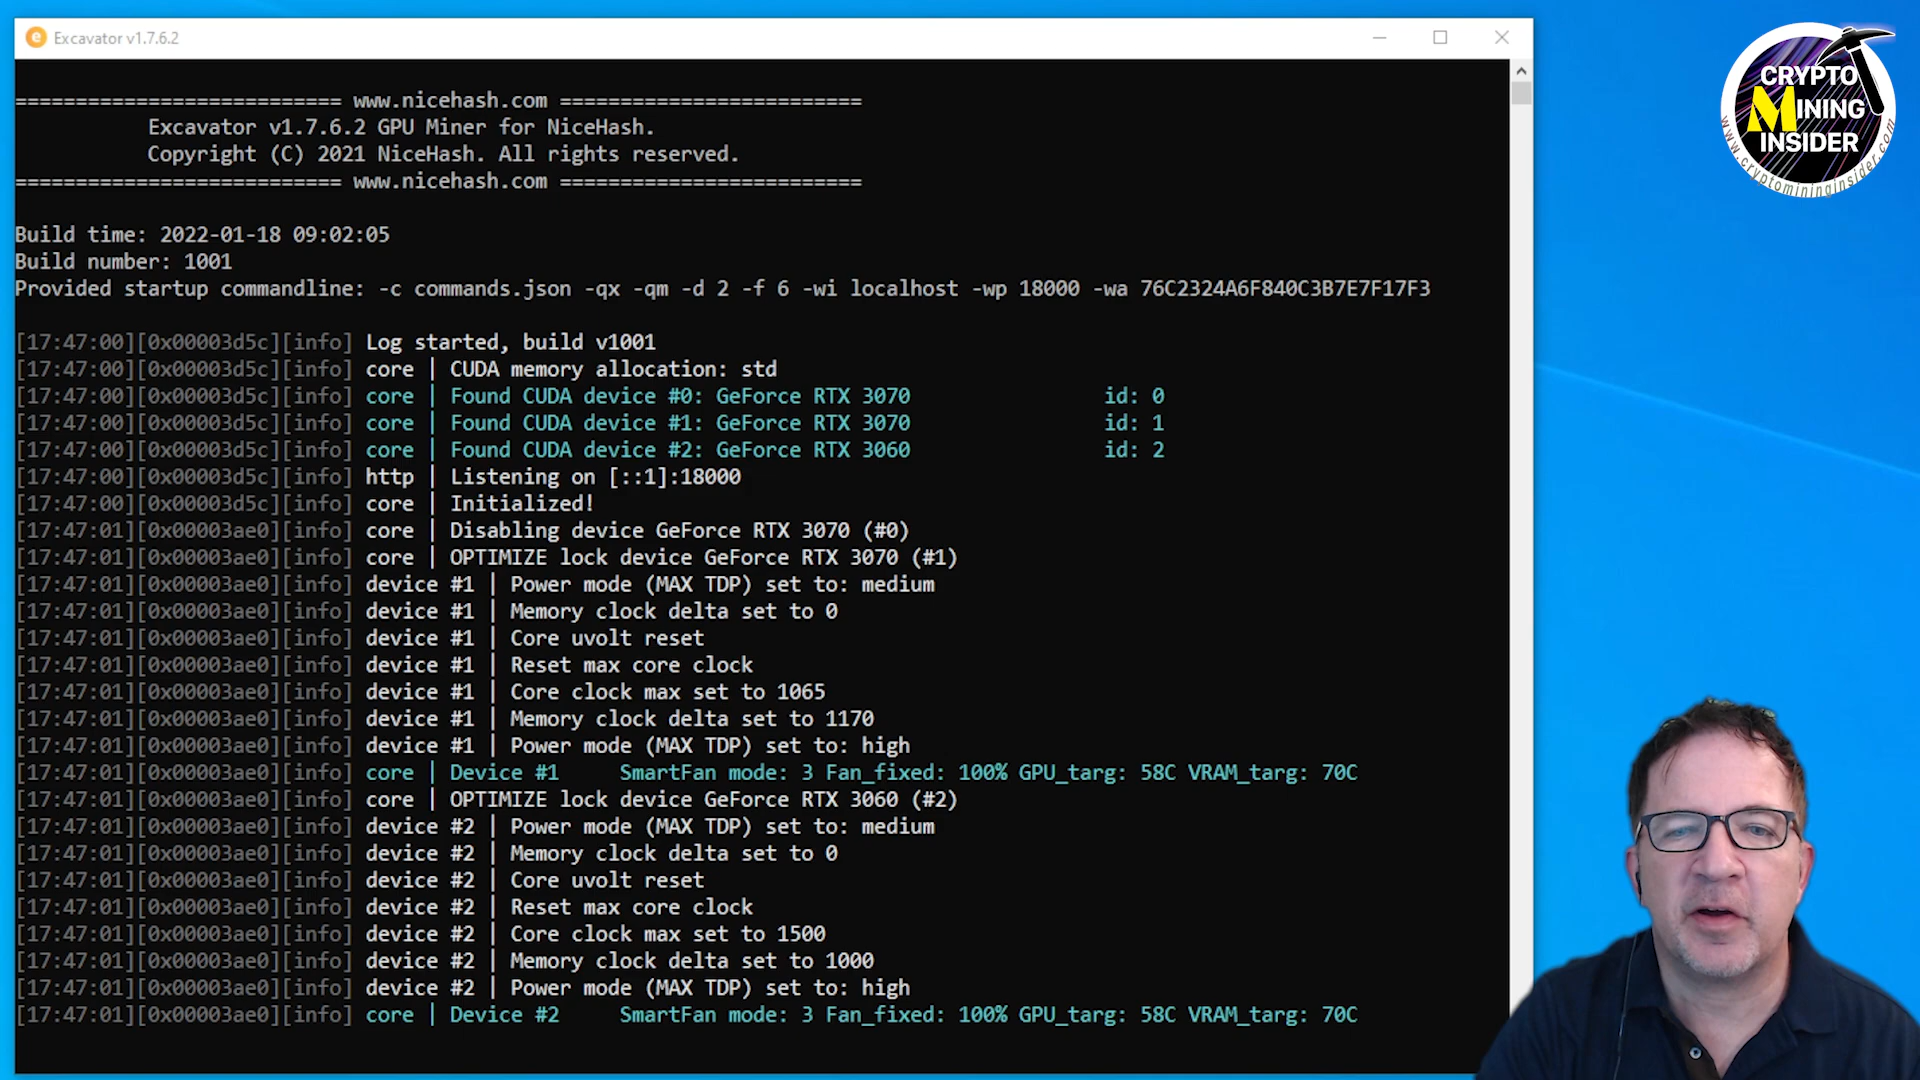 Excavator v1.7.6.2
=========================== www.nicehash.com =========================
Excavator v1.7.6.2 GPU Miner for NiceHash.
Copyright (C) 2021 NiceHash. All rights reserved.
=========================== www.nicehash.com =========================
Build time: 2022-01-18 09:02:05
Build number: 1001
Provided startup commandline: -c commands.json -qx -qm -d 2 -f 6 -wi localhost -wp 18000 -wa 76C2324A6F840C3B7E7F17F3
[17:47:00][0x00003d5c][info] Log started, build v1001
[17:47:00][0x00003d5c][info] core | CUDA memory allocation: std
[17:47:00][0x00003d5c][info] core | Found CUDA device #0: GeForce RTX 3070 id: 0
[17:47:00][0x00003d5c][info] core | Found CUDA device #1: GeForce RTX 3070 id: 1
[17:47:00][0x00003d5c][info] core | Found CUDA device #2: GeForce RTX 3060 id: 2
[17:47:00][0x00003d5c][info] http | Listening on [::1]:18000
[17:47:00][0x00003d5c][info] core | Initialized!
[17:47:01][0x00003ae0][info] core | Disabling device GeForce RTX 3070 (#0)
[17:47:01][0x00003ae0][info] core | OPTIMIZE lock device GeForce RTX 3070 (#1)
[17:47:01][0x00003ae0][info] device #1 | Power mode (MAX TDP) set to: medium
[17:47:01][0x00003ae0][info] device #1 | Memory clock delta set to 0
[17:47:01][0x00003ae0][info] device #1 | Core uvolt reset
[17:47:01][0x00003ae0][info] device #1 | Reset max core clock
[17:47:01][0x00003ae0][info] device #1 | Core clock max set to 1065
[17:47:01][0x00003ae0][info] device #1 | Memory clock delta set to 1170
[17:47:01][0x00003ae0][info] device #1 | Power mode (MAX TDP) set to: high
[17:47:01][0x00003ae0][info] core | Device #1 SmartFan mode: 3 Fan_fixed: 100% GPU_targ: 58C VRAM_targ: 70C
[17:47:01][0x00003ae0][info] core | OPTIMIZE lock device GeForce RTX 3060 (#2)
[17:47:01][0x00003ae0][info] device #2 | Power mode (MAX TDP) set to: medium
[17:47:01][0x00003ae0][info] device #2 | Memory clock delta set to 0
[17:47:01][0x00003ae0][info] device #2 | Core uvolt reset
[17:47:01][0x00003ae0][info] device #2 | Reset max core clock
[17:47:01][0x00003ae0][info] device #2 | Core clock max set to 1500
[17:47:01][0x00003ae0][info] device #2 | Memory clock delta set to 1000
[17:47:01][0x00003ae0][info] device #2 | Power mode (MAX TDP) set to: high
[17:47:01][0x00003ae0][info] core | Device #2 SmartFan mode: 3 Fan_fixed: 100% GPU_targ: 58C VRAM_targ: 70C
CRYPTO
MINING
INSIDER
www.cryptomininginsider.com